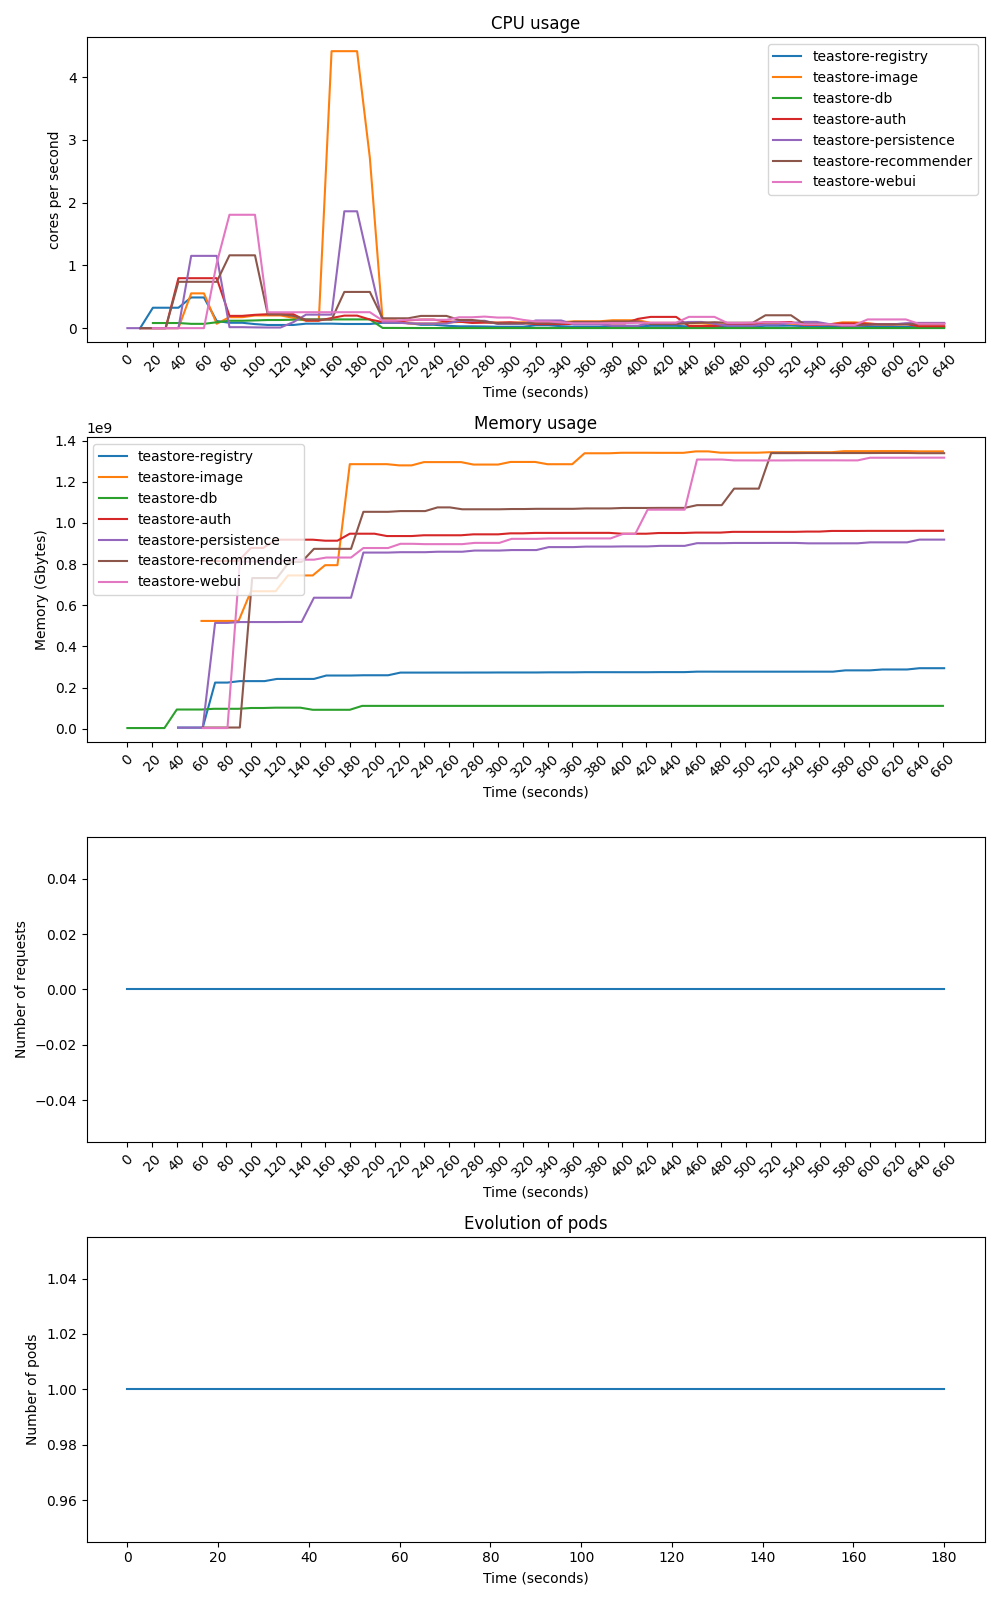 CPU usage
cores per second
4
3
2
1
0
teastore-registry
teastore-image
teastore-db
teastore-auth
teastore-persistence
teastore-recommender
teastore-webui
0 20 40 60 80 100 120 140 160 180 200 220 240 260 280 300 320 340 360 380 400 420 440 460 480 500 520 540 560 580 600 620 640
Time (seconds)
Memory usage
1e9
Memory (Gbytes)
1.4
1.2
1.0
0.8
0.6
0.4
0.2
0.0
teastore-registry
teastore-image
teastore-db
teastore-auth
teastore-persistence
teastore-recommender
teastore-webui
0 20 40 60 80 100 120 140 160 180 200 220 240 260 280 300 320 340 360 380 400 420 440 460 480 500 520 540 560 580 600 620 640 660
Time (seconds)
Number of requests
0.04
0.02
0.00
−0.02
−0.04
0 20 40 60 80 100 120 140 160 180 200 220 240 260 280 300 320 340 360 380 400 420 440 460 480 500 520 540 560 580 600 620 640 660
Time (seconds)
Evolution of pods
Number of pods
1.04
1.02
1.00
0.98
0.96
0 20 40 60 80 100 120 140 160 180
Time (seconds)